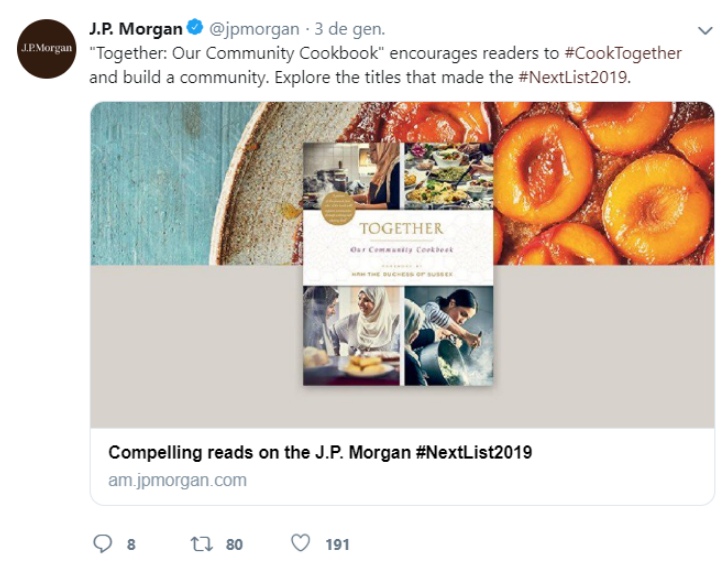 J.P.Morgan
J.P. Morgan @jpmorgan · 3 de gen.
"Together: Our Community Cookbook" encourages readers to #CookTogether
and build a community. Explore the titles that made the #NextList2019.
TOGETHER
Our Community Cookbook
HRH THE DUCHESS OF SUSSEX
Compelling reads on the J.P. Morgan #NextList2019
am.jpmorgan.com
8 80 191